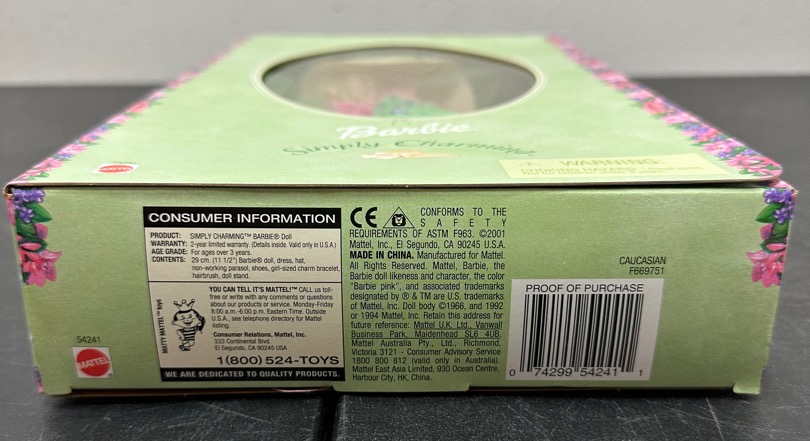 Barbie
Simply Charming
MATTEL
WARNING:
CHOKING HAZARD
CONSUMER INFORMATION
PRODUCT: SIMPLY CHARMING™ BARBIE® Doll
WARRANTY: 2-year limited warranty. (Details inside. Valid only in U.S.A.)
AGE GRADE: For ages over 3 years.
CONTENTS: 29 cm. (11 1/2") Barbie® doll, dress, hat,
non-working parasol, shoes, girl-sized charm bracelet,
hairbrush, doll stand.
MATTY MATTEL™ Says
YOU CAN TELL IT'S MATTEL!™ CALL us toll-
free or write with any comments or questions
about our products or service. Monday-Friday
8:00 a.m.-6:00 p.m. Eastern Time. Outside
U.S.A., see telephone directory for Mattel
listing.
Consumer Relations, Mattel, Inc.
333 Continental Blvd.
El Segundo, CA 90245 USA
1(800) 524-TOYS
WE ARE DEDICATED TO QUALITY PRODUCTS.
54241
MATTEL
CE CONFORMS TO THE
SAFETY
REQUIREMENTS OF ASTM F963. ©2001
Mattel, Inc., El Segundo, CA 90245 U.S.A.
MADE IN CHINA. Manufactured for Mattel.
All Rights Reserved. Mattel, Barbie, the
Barbie doll likeness and character, the color
"Barbie pink", and associated trademarks
designated by ® & TM are U.S. trademarks
of Mattel, Inc. Doll body ©1966, and 1992
or 1994 Mattel, Inc. Retain this address for
future reference: Mattel U.K. Ltd., Vanwall
Business Park, Maidenhead SL6 4UB.
Mattel Australia Pty., Ltd., Richmond,
Victoria 3121 - Consumer Advisory Service
1800 800 812 (valid only in Australia).
Mattel East Asia Limited, 930 Ocean Centre,
Harbour City, HK, China.
CAUCASIAN
F669751
PROOF OF PURCHASE
0 74299 54241 1